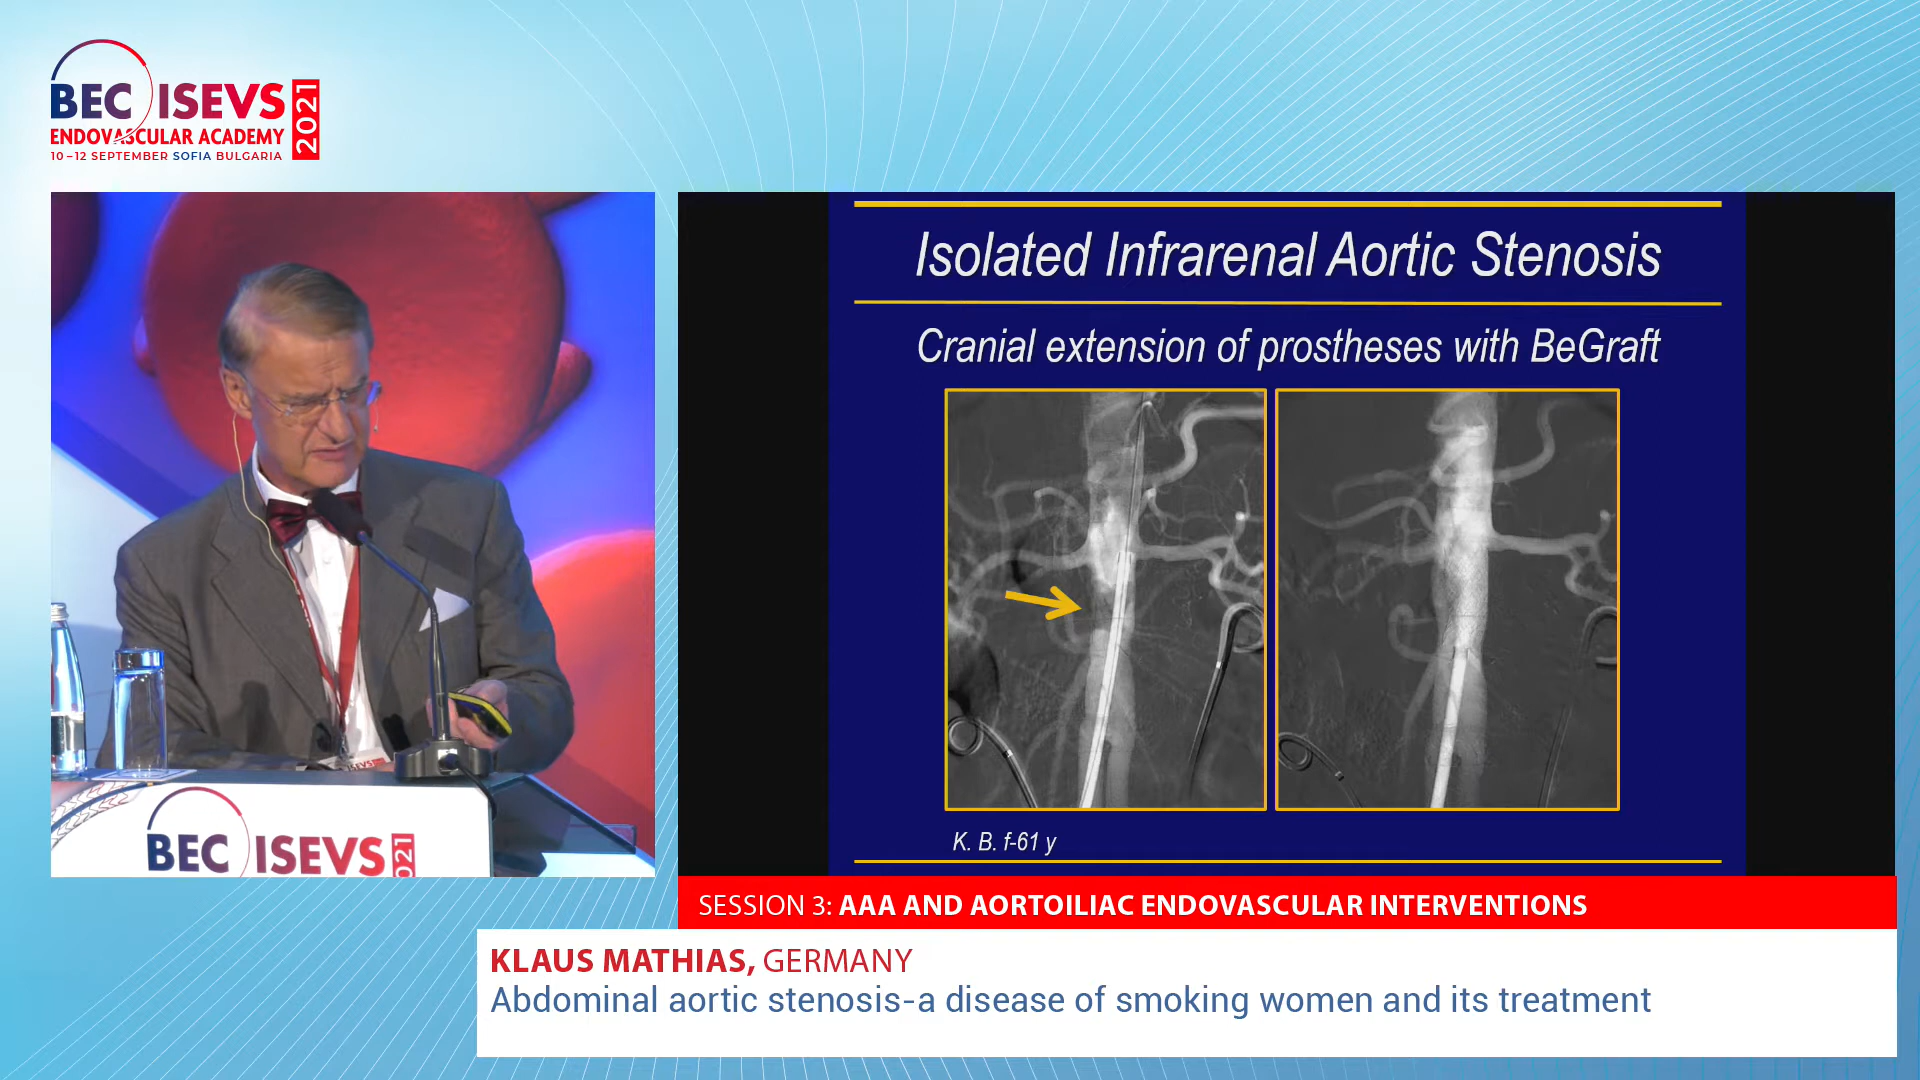 BEC ISEVS 2021
ENDOVASCULAR ACADEMY
10–12 SEPTEMBER SOFIA BULGARIA
Isolated Infrarenal Aortic Stenosis
Cranial extension of prostheses with BeGraft
K. B. f-61 y
BEC ISEVS
SESSION 3: AAA AND AORTOILIAC ENDOVASCULAR INTERVENTIONS
KLAUS MATHIAS, GERMANY
Abdominal aortic stenosis-a disease of smoking women and its treatment